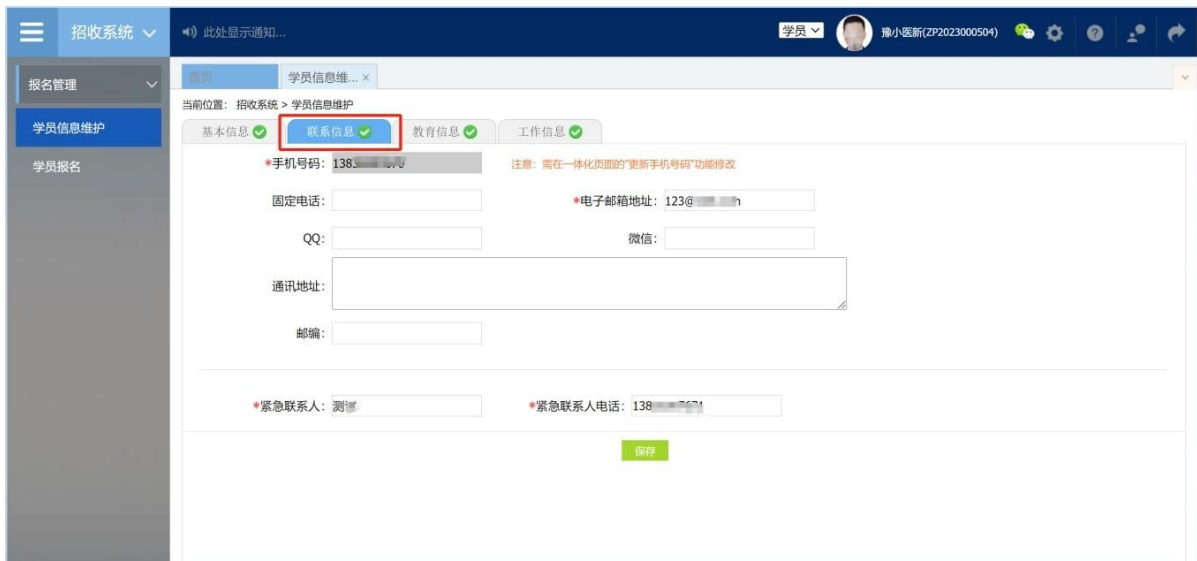 招收系统 此处显示通知... 学员 豫小医新(ZP2023000504)
报名管理
学员信息维护
学员报名
首页 学员信息维... ×
当前位置： 招收系统 > 学员信息维护
基本信息 联系信息 教育信息 工作信息
*手机号码： 138 注意：需在一体化页面的"更新手机号码"功能修改
固定电话： *电子邮箱地址： 123@
QQ： 微信：
通讯地址：
邮编：
*紧急联系人： 测 *紧急联系人电话： 138
保存